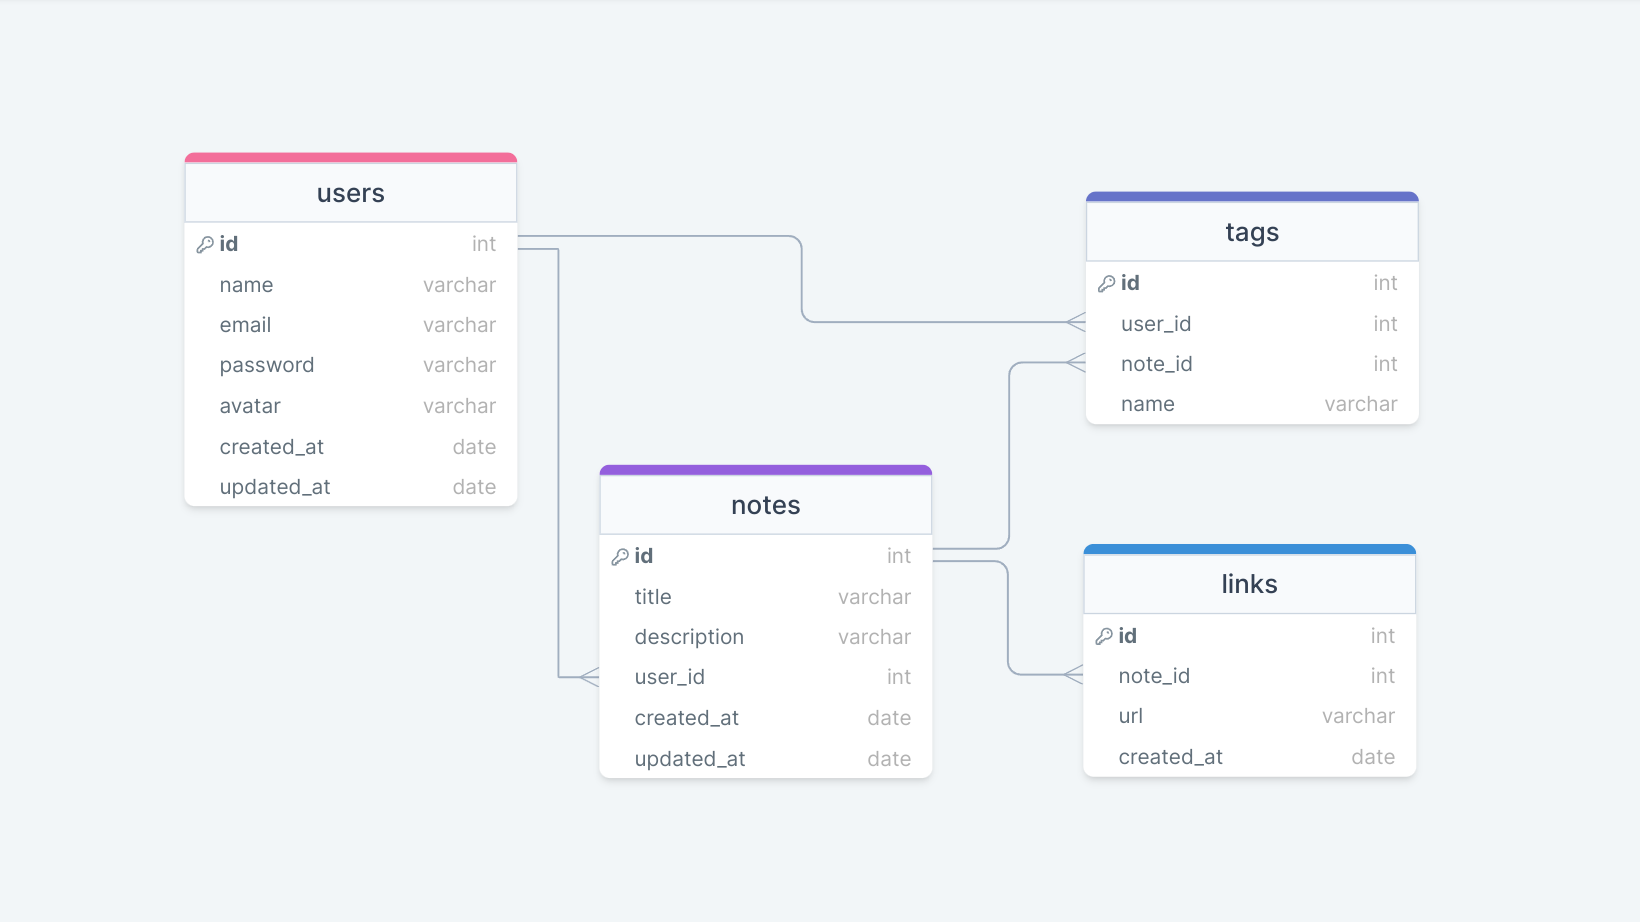 users
id int
name varchar
email varchar
password varchar
avatar varchar
created_at date
updated_at date
tags
id int
user_id int
note_id int
name varchar
notes
id int
title varchar
description varchar
user_id int
created_at date
updated_at date
links
id int
note_id int
url varchar
created_at date